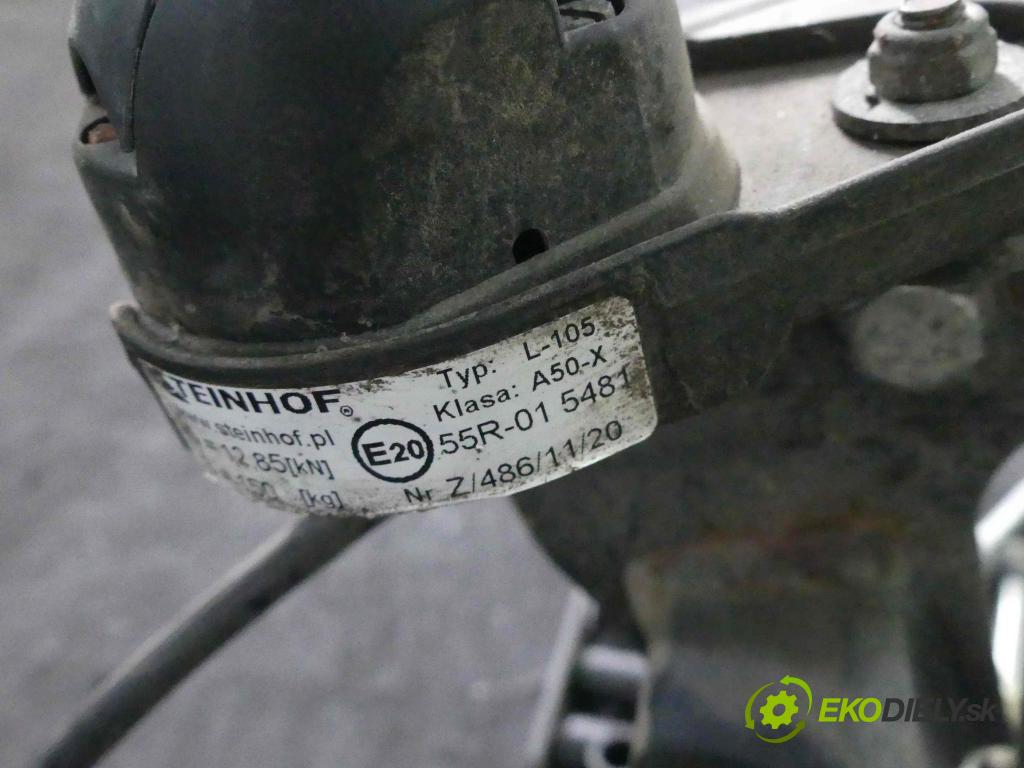 STEINHOF®
www.steinhof.pl
12,85[kN]
[kg]
Typ: L-105
Klasa: A50-X
E20 55R-01 5481
Nr Z/486/11/20
EKODIELY.sk